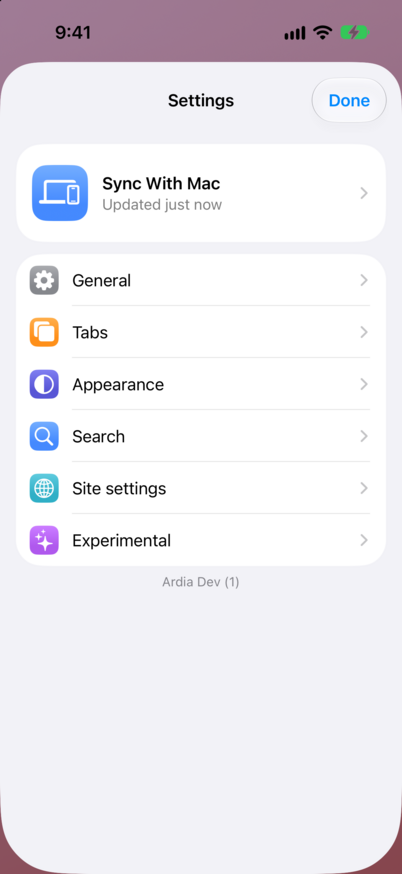 9:41
Settings
Done
Sync With Mac
Updated just now
General
Tabs
Appearance
Search
Site settings
Experimental
Ardia Dev (1)